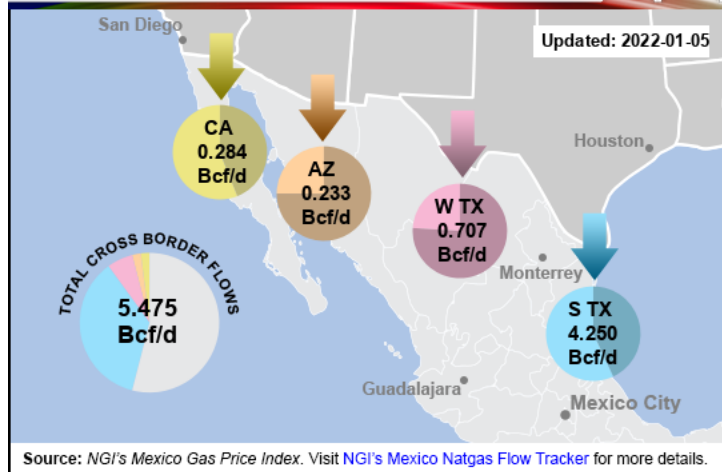 San Diego
Updated: 2022-01-05
CA
0.284
Bcf/d
AZ
0.233
Bcf/d
W TX
0.707
Bcf/d
Houston
Monterrey
TOTAL CROSS BORDER FLOWS
5.475
Bcf/d
S TX
4.250
Bcf/d
Guadalajara
Mexico City
Source: NGI's Mexico Gas Price Index. Visit NGI's Mexico Natgas Flow Tracker for more details.